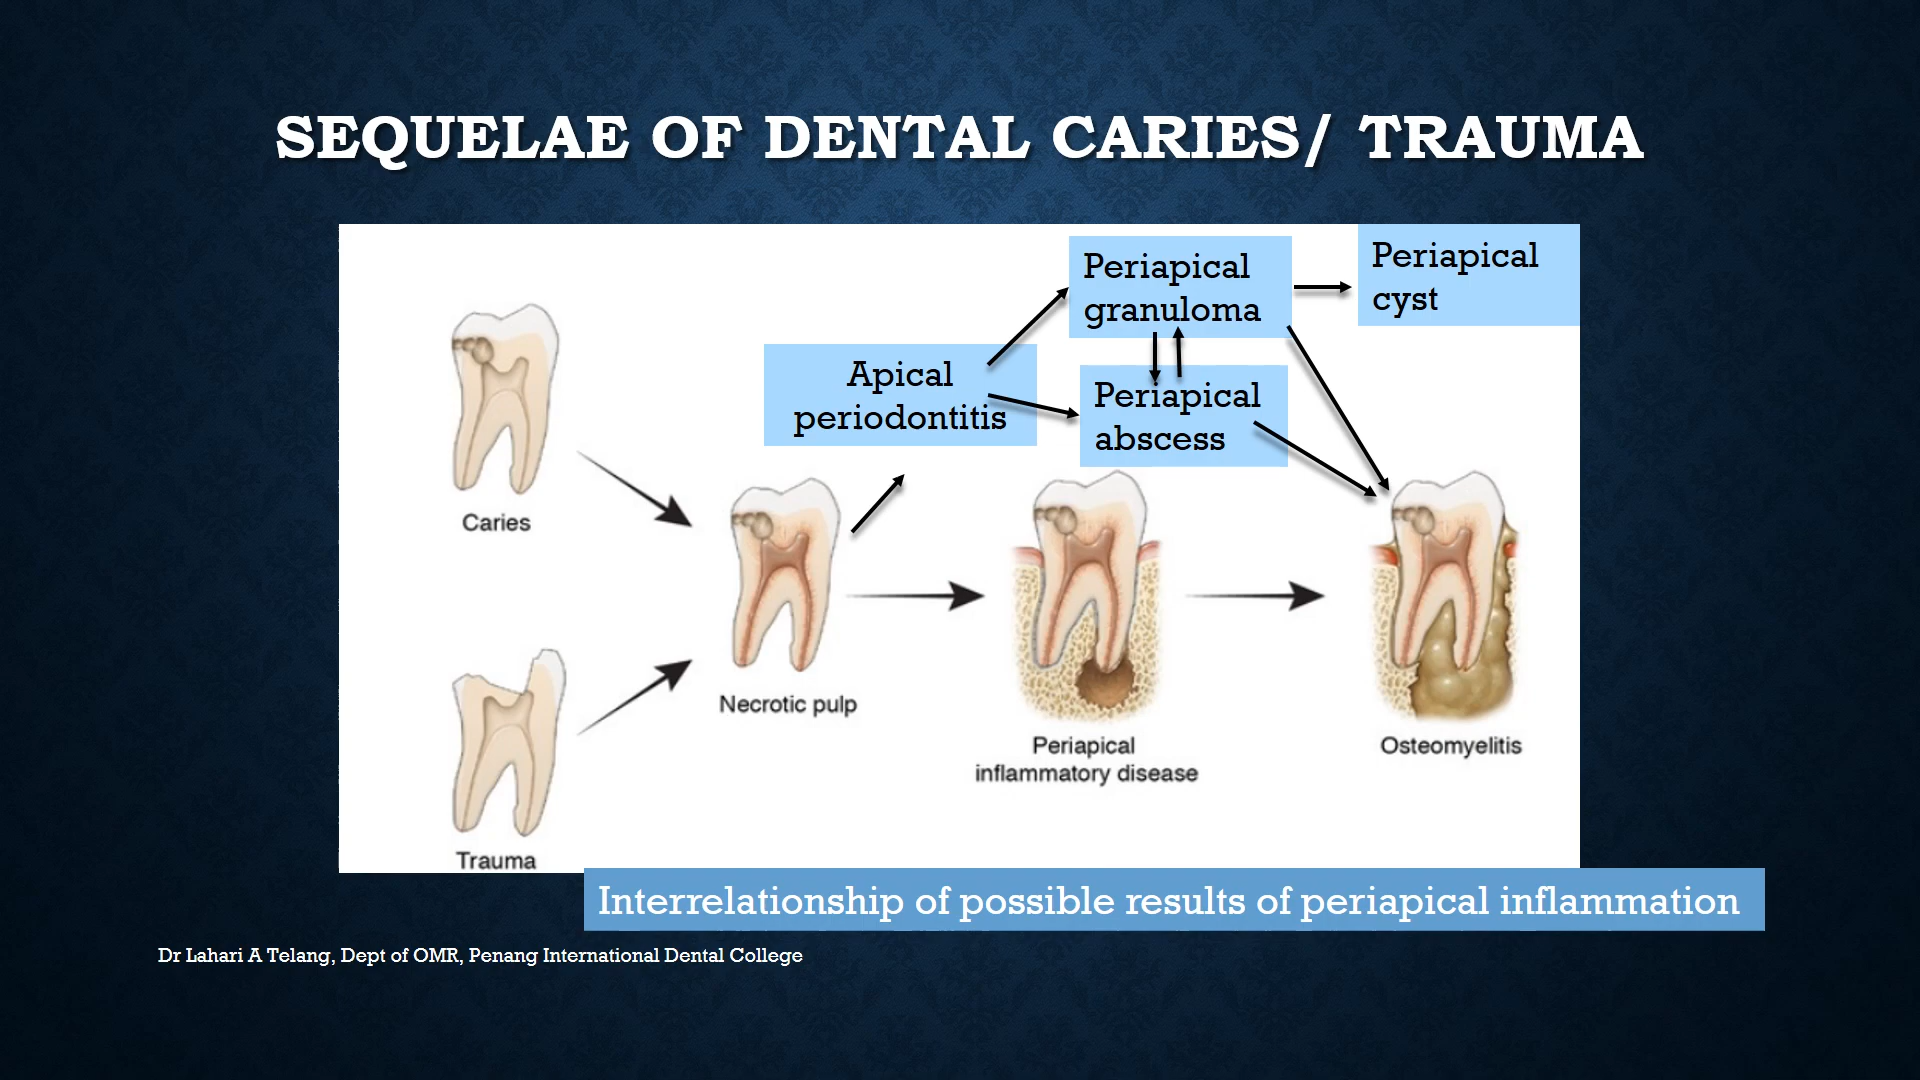 SEQUELAE OF DENTAL CARIES/ TRAUMA
Periapical
granuloma
Periapical
cyst
Apical
periodontitis
Periapical
abscess
Caries
Necrotic pulp
Periapical
inflammatory disease
Osteomyelitis
Trauma
Interrelationship of possible results of periapical inflammation
Dr Lahari A Telang, Dept of OMR, Penang International Dental College